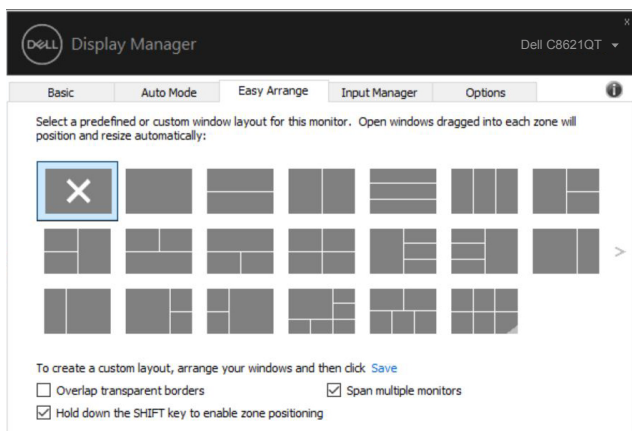 DELL Display Manager
x
Dell C8621QT
Basic Auto Mode Easy Arrange Input Manager Options
Select a predefined or custom window layout for this monitor. Open windows dragged into each zone will
position and resize automatically:
>
To create a custom layout, arrange your windows and then click Save
Overlap transparent borders Span multiple monitors
Hold down the SHIFT key to enable zone positioning